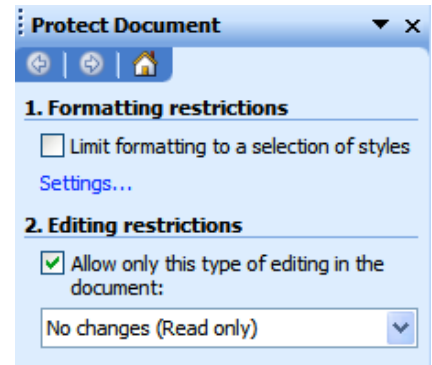 Protect Document
1. Formatting restrictions
Limit formatting to a selection of styles
Settings...
2. Editing restrictions
Allow only this type of editing in the
document:
No changes (Read only)